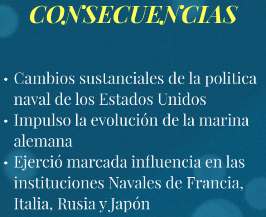 CONSECUENCIAS
• Cambios sustanciales de la politica
naval de los Estados Unidos
• Impulso la evolución de la marina
alemana
• Ejerció marcada influencia en las
instituciones Navales de Francia,
Italia, Rusia y Japón